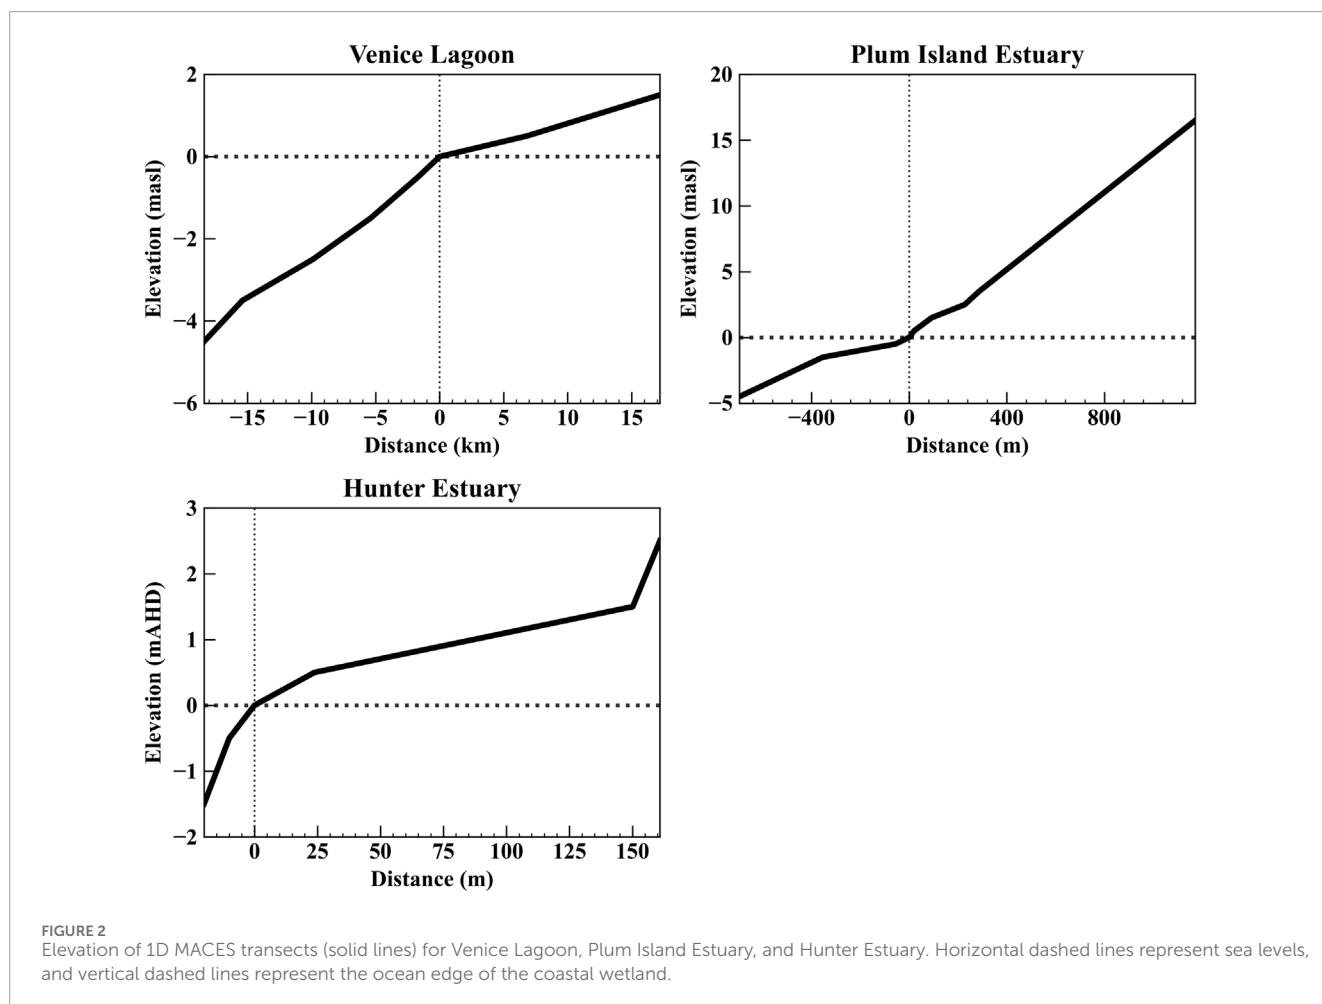 Venice Lagoon
2
0
−2
−4
−6
Elevation (masl)
−15 −10 −5 0 5 10 15
Distance (km)
Plum Island Estuary
20
15
10
5
0
−5
Elevation (masl)
−400 0 400 800
Distance (m)
Hunter Estuary
3
2
1
0
−1
−2
Elevation (mAHD)
0 25 50 75 100 125 150
Distance (m)
FIGURE 2
Elevation of 1D MACES transects (solid lines) for Venice Lagoon, Plum Island Estuary, and Hunter Estuary. Horizontal dashed lines represent sea levels,
and vertical dashed lines represent the ocean edge of the coastal wetland.